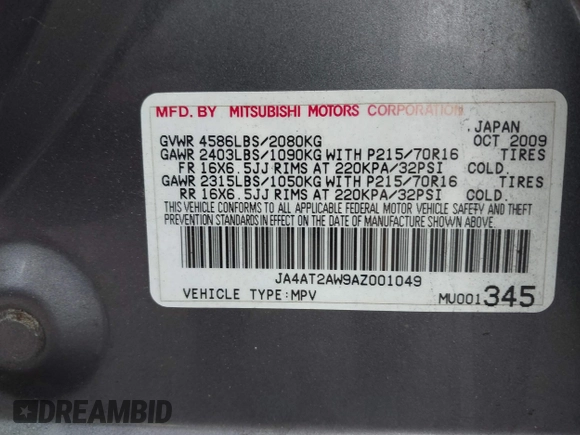 MFD. BY MITSUBISHI MOTORS CORPORATION
JAPAN
GVWR 4586LBS/2080KG OCT 2009
GAWR 2403LBS/1090KG WITH P215/70R16 TIRES
FR 16X6.5JJ RIMS AT 220KPA/32PSI COLD.
GAWR 2315LBS/1050KG WITH P215/70R16 TIRES
RR 16X6.5JJ RIMS AT 220KPA/32PSI COLD.
THIS VEHICLE CONFORMS TO ALL APPLICABLE FEDERAL MOTOR VEHICLE SAFETY AND THEFT
PREVENTION STANDARDS IN EFFECT ON THE DATE OF MANUFACTURE SHOWN ABOVE.
JA4AT2AW9AZ001049
VEHICLE TYPE:MPV MU001345
DREAMBID